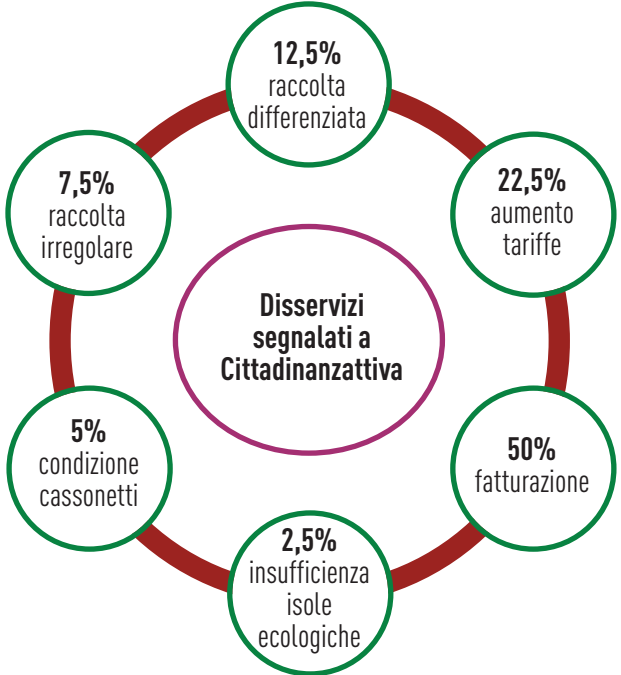 12,5%
raccolta
differenziata
22,5%
aumento
tariffe
50%
fatturazione
2,5%
insufficienza
isole
ecologiche
5%
condizione
cassonetti
7,5%
raccolta
irregolare
Disservizi
segnalati a
Cittadinanzattiva